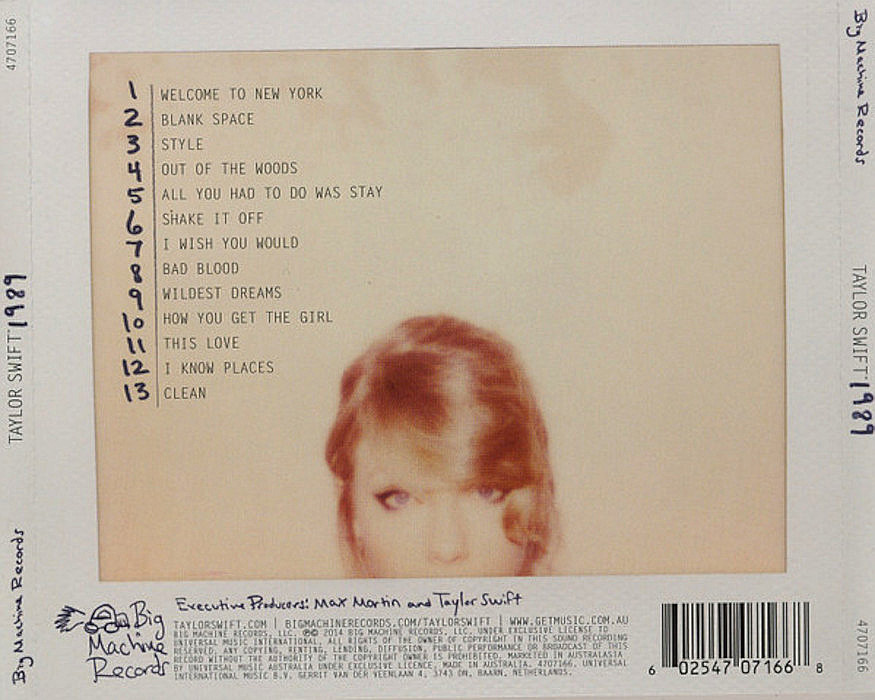 4707166
TAYLOR SWIFT 1989
Big Machine Records
1 WELCOME TO NEW YORK
2 BLANK SPACE
3 STYLE
4 OUT OF THE WOODS
5 ALL YOU HAD TO DO WAS STAY
6 SHAKE IT OFF
7 I WISH YOU WOULD
8 BAD BLOOD
9 WILDEST DREAMS
10 HOW YOU GET THE GIRL
11 THIS LOVE
12 I KNOW PLACES
13 CLEAN
Big
Machine
Records
Executive Producers: Max Martin and Taylor Swift
TAYLORSWIFT.COM | BIGMACHINERECORDS.COM/TAYLORSWIFT | WWW.GETMUSIC.COM.AU
BIG MACHINE RECORDS, LLC. ℗© 2014 BIG MACHINE RECORDS, LLC. UNDER EXCLUSIVE LICENSE TO
UNIVERSAL MUSIC INTERNATIONAL. ALL RIGHTS OF THE OWNER OF COPYRIGHT IN THIS SOUND RECORDING
RESERVED. ANY COPYING, RENTING, LENDING, DIFFUSION, PUBLIC PERFORMANCE OR BROADCAST OF THIS
RECORD WITHOUT THE AUTHORITY OF THE COPYRIGHT OWNER IS PROHIBITED. MARKETED IN AUSTRALASIA
BY UNIVERSAL MUSIC AUSTRALIA UNDER EXCLUSIVE LICENCE. MADE IN AUSTRALIA. 4707166. UNIVERSAL
INTERNATIONAL MUSIC B.V. GERRIT VAN DER VEENLAAN 4, 3743 DN, BAARN, NETHERLANDS.
6 02547 07166 8
Big Machine Records
TAYLOR SWIFT 1989
4707166